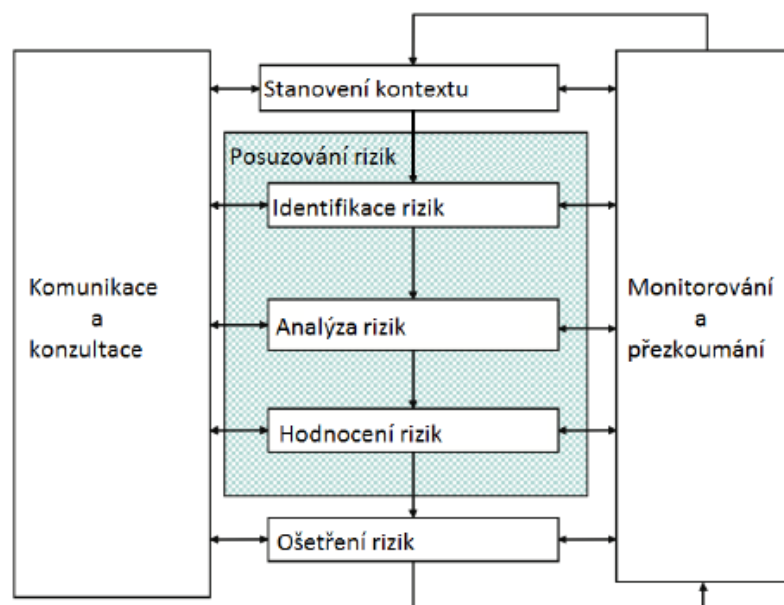 Stanovení kontextu
Posuzování rizik
Identifikace rizik
Komunikace
a
konzultace
Analýza rizik
Monitorování
a
přezkoumání
Hodnocení rizik
Ošetření rizik